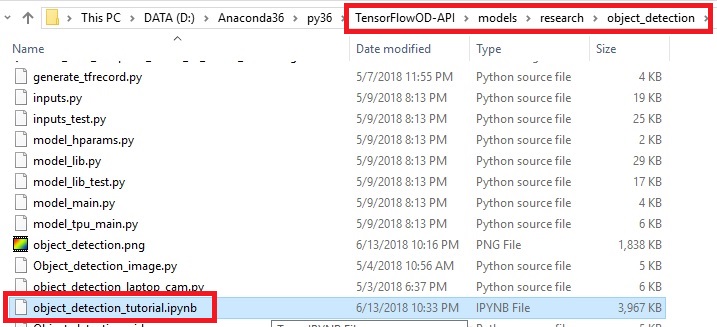 This PC > DATA (D:) > Anaconda36 > py36 > TensorFlowOD-API > models > research > object_detection >
Name Date modified Type Size
generate_tfrecord.py 5/7/2018 11:55 PM Python source file 4 KB
inputs.py 5/9/2018 8:13 PM Python source file 19 KB
inputs_test.py 5/9/2018 8:13 PM Python source file 25 KB
model_hparams.py 5/9/2018 8:13 PM Python source file 2 KB
model_lib.py 5/9/2018 8:13 PM Python source file 29 KB
model_lib_test.py 5/9/2018 8:13 PM Python source file 17 KB
model_main.py 5/9/2018 8:13 PM Python source file 4 KB
model_tpu_main.py 5/9/2018 8:13 PM Python source file 6 KB
object_detection.png 6/13/2018 10:16 PM PNG File 1,838 KB
Object_detection_image.py 5/4/2018 10:56 AM Python source file 5 KB
object_detection_laptop_cam.py 5/3/2018 6:37 PM Python source file 6 KB
object_detection_tutorial.ipynb 6/13/2018 10:33 PM IPYNB File 3,967 KB